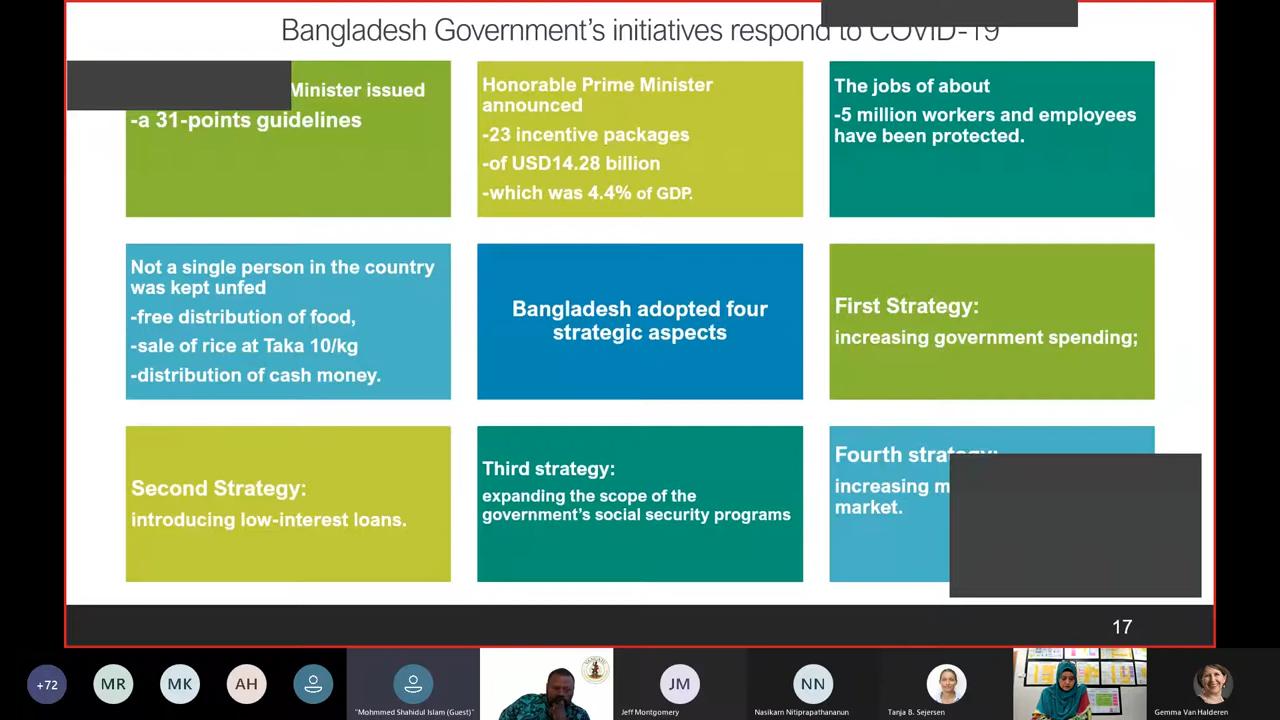 Bangladesh Government's initiatives respond to COVID-19
Minister issued
-a 31-points guidelines
Honorable Prime Minister
announced
-23 incentive packages
-of USD14.28 billion
-which was 4.4% of GDP.
The jobs of about
-5 million workers and employees
have been protected.
Not a single person in the country
was kept unfed
-free distribution of food,
-sale of rice at Taka 10/kg
-distribution of cash money.
Bangladesh adopted four
strategic aspects
First Strategy:
increasing government spending;
Second Strategy:
introducing low-interest loans.
Third strategy:
expanding the scope of the
government's social security programs
Fourth strategy:
increasing
market.
17
+72
MR
MK
AH
"Mohmmed Shahidul Islam (Guest)"
JM
Jeff Montgomery
NN
Nasikarn Nitiprapathananun
Tanja B. Sejersen
Gemma Van Halderen